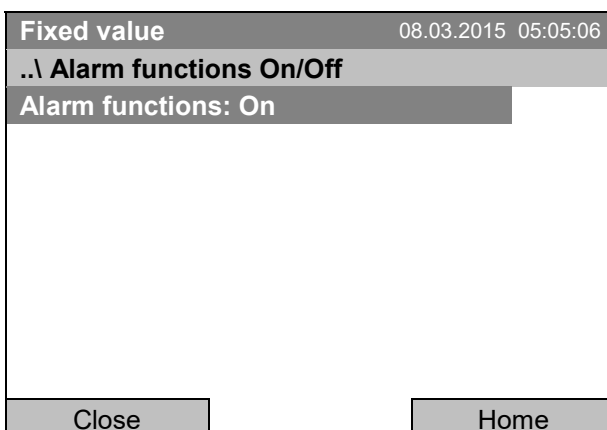 Fixed value 08.03.2015 05:05:06
..\ Alarm functions On/Off
Alarm functions: On
Close Home